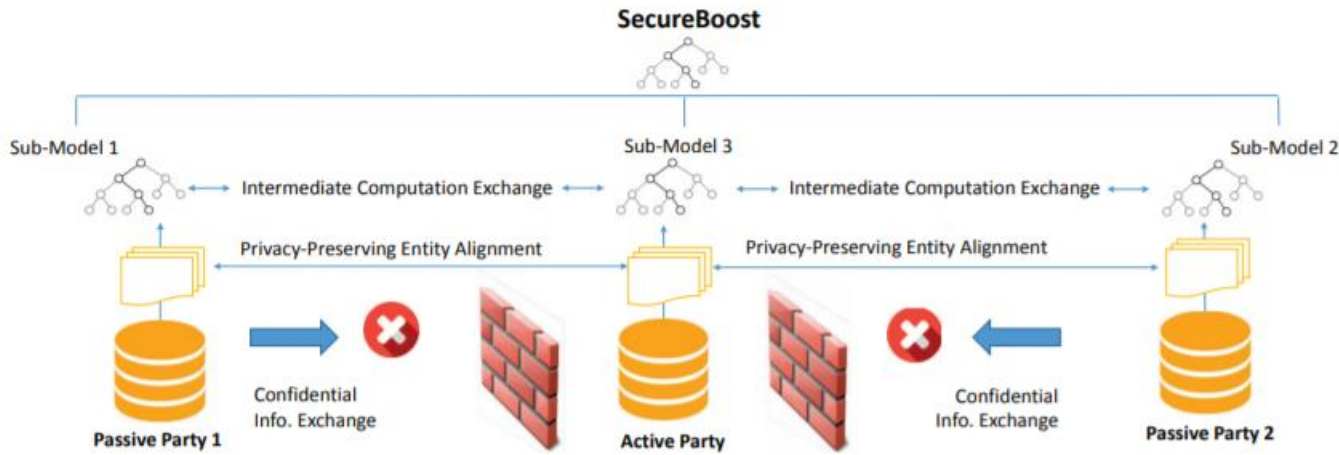 SecureBoost
Sub-Model 1
Sub-Model 3
Sub-Model 2
Intermediate Computation Exchange
Intermediate Computation Exchange
Privacy-Preserving Entity Alignment
Privacy-Preserving Entity Alignment
Confidential
Info. Exchange
Confidential
Info. Exchange
Passive Party 1
Active Party
Passive Party 2